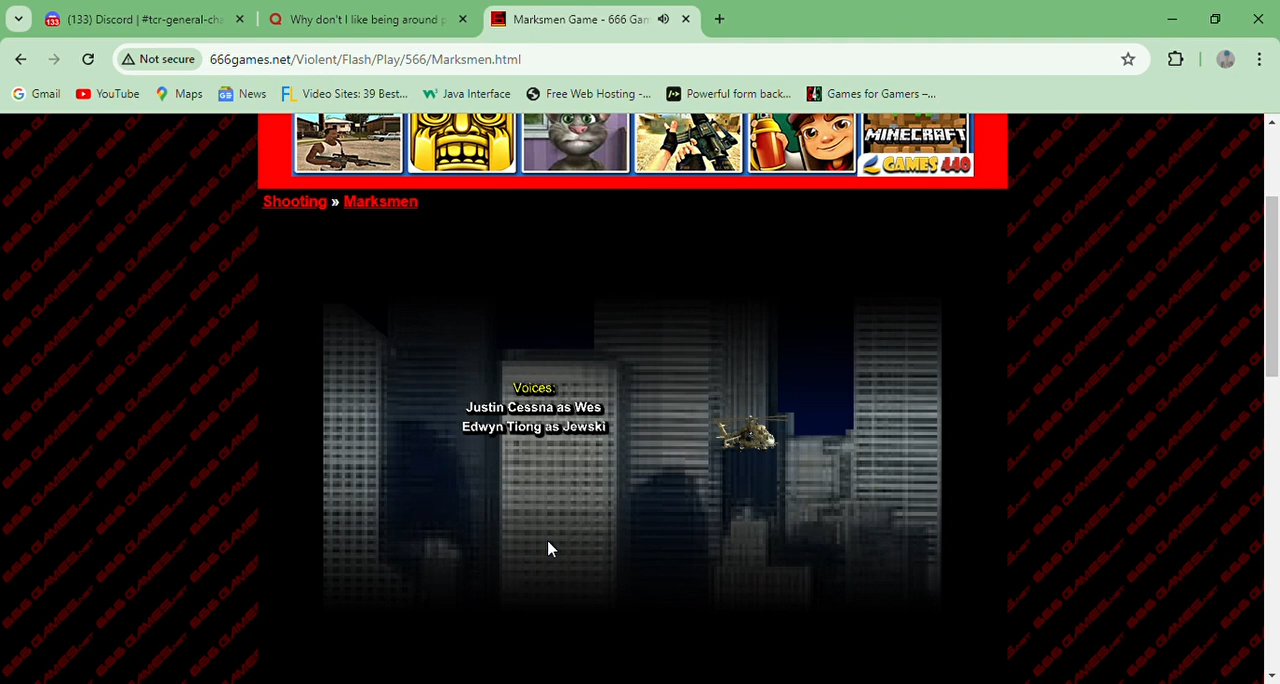 (133) Discord | #tcr-general-cha
Why don't I like being around p
Marksmen Game - 666 Gam
Not secure
666games.net/Violent/Flash/Play/566/Marksmen.html
Gmail
YouTube
Maps
News
Video Sites: 39 Best...
Java Interface
Free Web Hosting -...
Powerful form back...
Games for Gamers –...
MINECRAFT
GAMES 440
Shooting » Marksmen
Voices:
Justin Cessna as Wes
Edwyn Tiong as Jewski
666 GAMES.NET